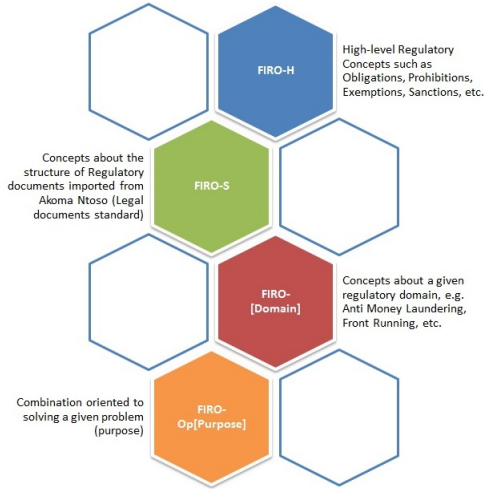 FIRO-H
High-level Regulatory
Concepts such as
Obligations, Prohibitions,
Exemptions, Sanctions, etc.
Concepts about the
structure of Regulatory
documents imported from
Akoma Ntoso (Legal
documents standard)
FIRO-S
FIRO-
[Domain]
Concepts about a given
regulatory domain, e.g.
Anti Money Laundering,
Front Running, etc.
Combination oriented to
solving a given problem
(purpose)
FIRO-
Op[Purpose]